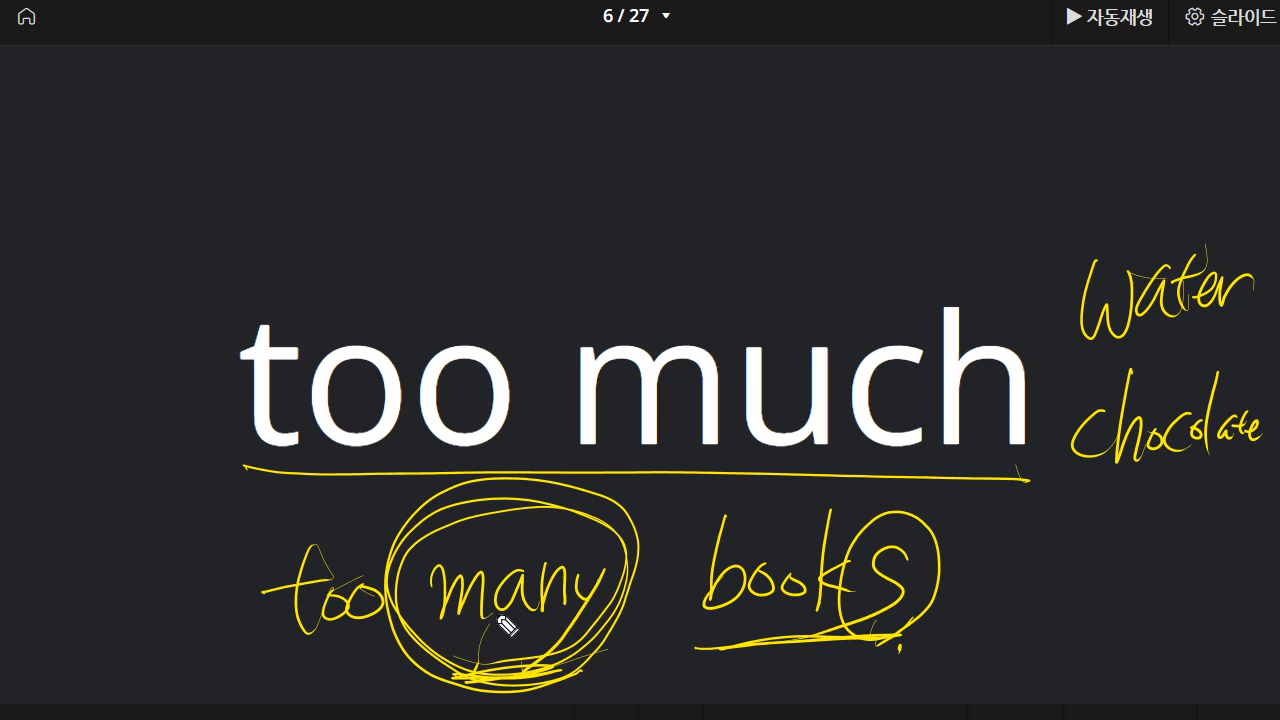 6 / 27
자동재생
슬라이드
too much
water
chocolate
too many books